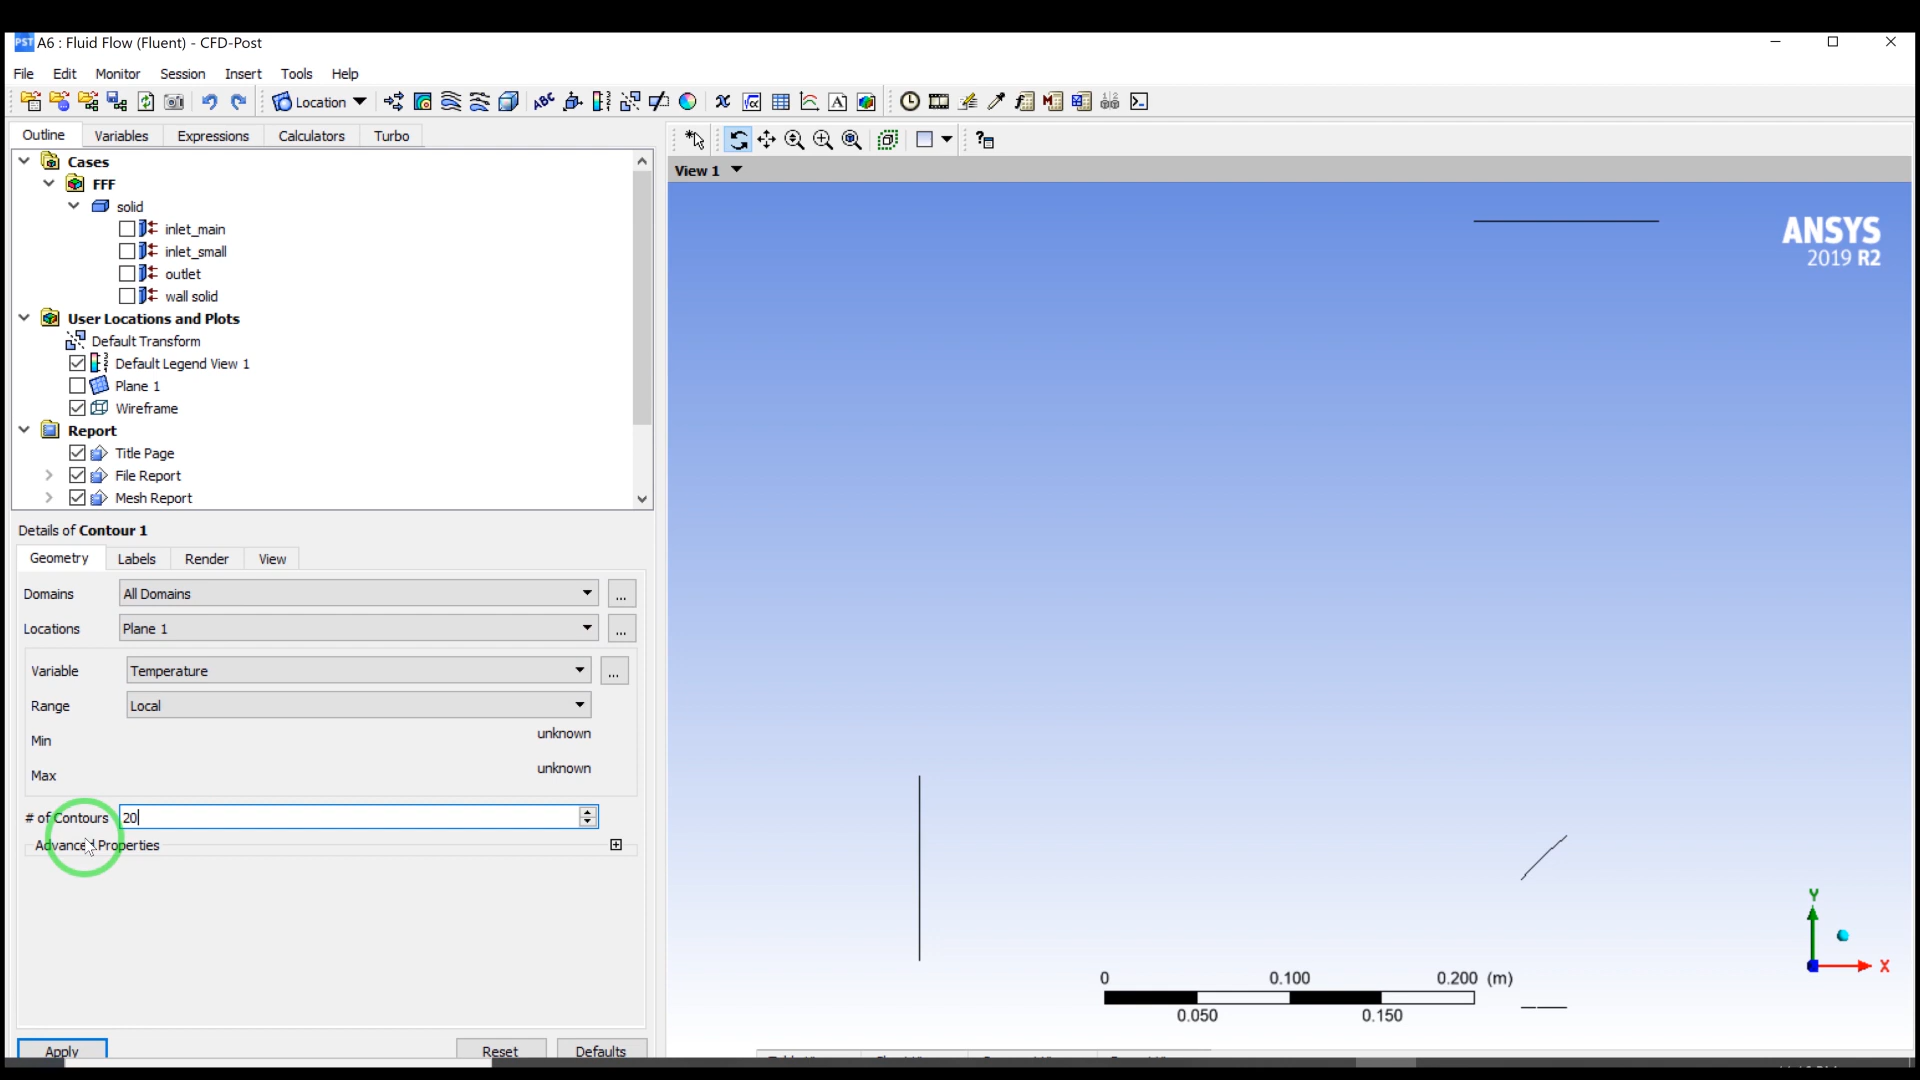 PST A6 : Fluid Flow (Fluent) - CFD-Post
File Edit Monitor Session Insert Tools Help
Location
Outline Variables Expressions Calculators Turbo
View 1
Cases
FFF
solid
inlet_main
inlet_small
outlet
wall solid
User Locations and Plots
Default Transform
Default Legend View 1
Plane 1
Wireframe
Report
Title Page
File Report
Mesh Report
Details of Contour 1
Geometry Labels Render View
Domains All Domains ...
Locations Plane 1 ...
Variable Temperature ...
Range Local
Min unknown
Max unknown
# of Contours 20
Advanced Properties
Apply Reset Defaults
ANSYS
2019 R2
0 0.100 0.200 (m)
0.050 0.150
Y
X